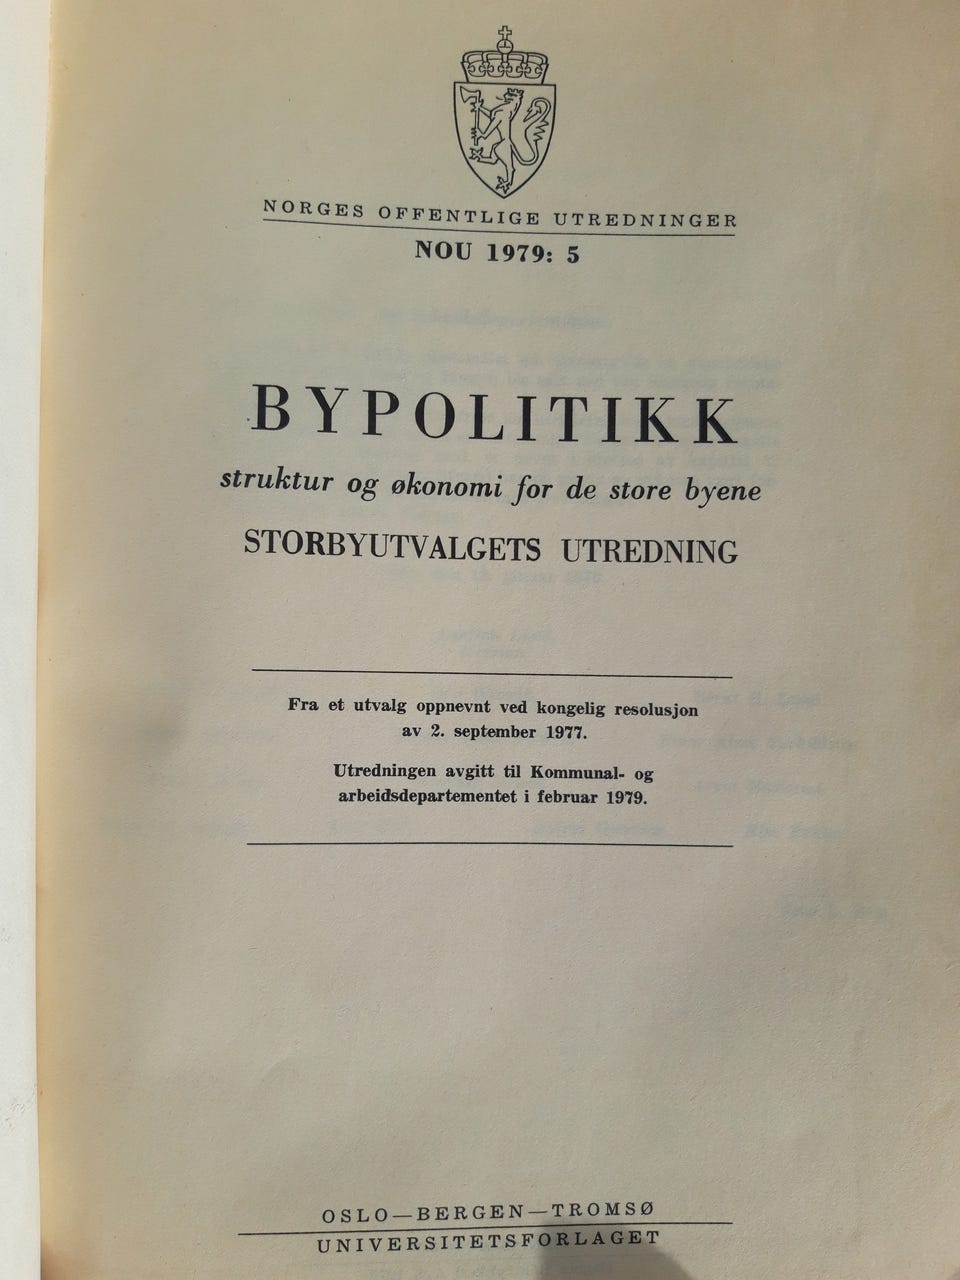 NORGES OFFENTLIGE UTREDNINGER
NOU 1979: 5
BYPOLITIKK
struktur og økonomi for de store byene
STORBYUTVALGETS UTREDNING
Fra et utvalg oppnevnt ved kongelig resolusjon
av 2. september 1977.
Utredningen avgitt til Kommunal- og
arbeidsdepartementet i februar 1979.
OSLO—BERGEN—TROMSØ
UNIVERSITETSFORLAGET